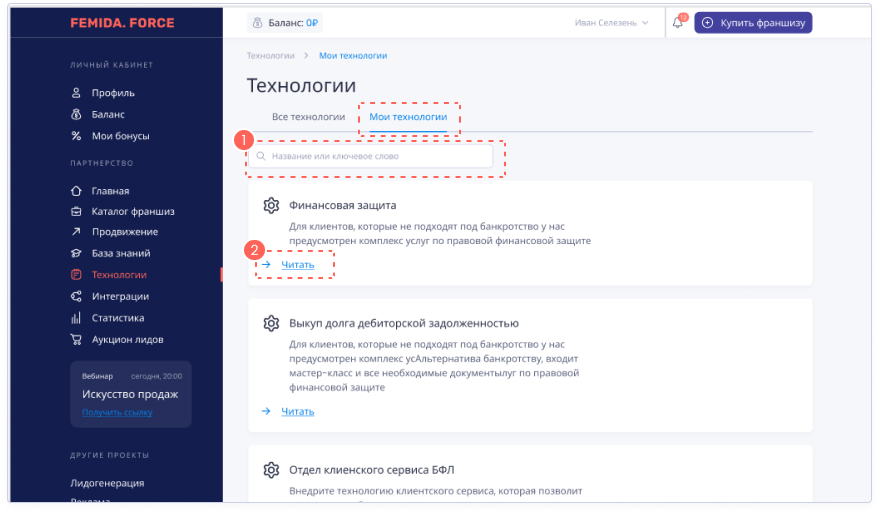 FEMIDA. FORCE
Баланс: 0₽
Иван Селезень
Купить франшизу
ЛИЧНЫЙ КАБИНЕТ
Профиль
Баланс
Мои бонусы
ПАРТНЕРСТВО
Главная
Каталог франшиз
Продвижение
База знаний
Технологии
Интеграции
Статистика
Аукцион лидов
Вебинар сегодня, 20:00
Искусство продаж
Получить ссылку
ДРУГИЕ ПРОЕКТЫ
Лидогенерация
Реклама
Технологии > Мои технологии
Технологии
Все технологии Мои технологии
1
Название или ключевое слово
Финансовая защита
Для клиентов, которые не подходят под банкротство у нас
предусмотрен комплекс услуг по правовой финансовой защите
2
Читать
Выкуп долга дебиторской задолженностью
Для клиентов, которые не подходят под банкротство у нас
предусмотрен комплекс усАльтернатива банкротству, входит
мастер-класс и все необходимые документылуг по правовой
финансовой защите
Читать
Отдел клиенского сервиса БФЛ
Внедрите технологию клиентского сервиса, которая позволит